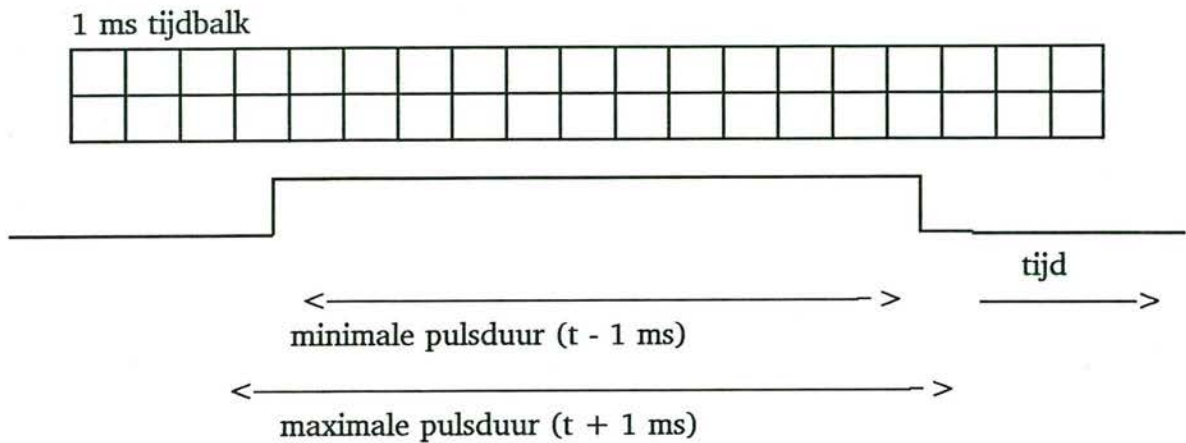 1 ms tijdbalk
tijd
minimale pulsduur (t - 1 ms)
maximale pulsduur (t + 1 ms)